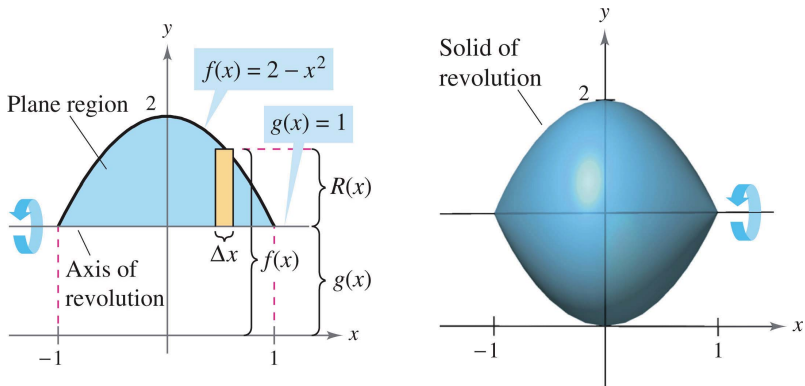 y
f(x) = 2 − x²
Plane region
2
g(x) = 1
R(x)
Δx
f(x)
Axis of
revolution
g(x)
x
−1
1
y
Solid of
revolution
2
x
−1
1